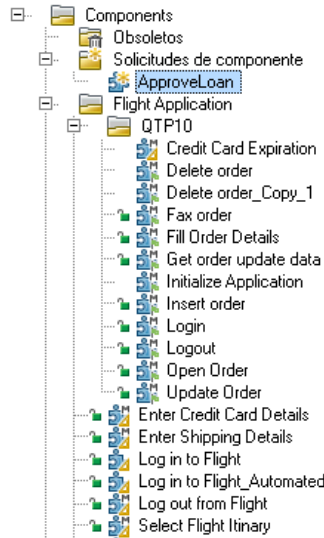 Components
Obsoletos
Solicitudes de componente
ApproveLoan
Flight Application
QTP10
Credit Card Expiration
Delete order
Delete order_Copy_1
Fax order
Fill Order Details
Get order update data
Initialize Application
Insert order
Login
Logout
Open Order
Update Order
Enter Credit Card Details
Enter Shipping Details
Log in to Flight
Log in to Flight_Automated
Log out from Flight
Select Flight Itinary